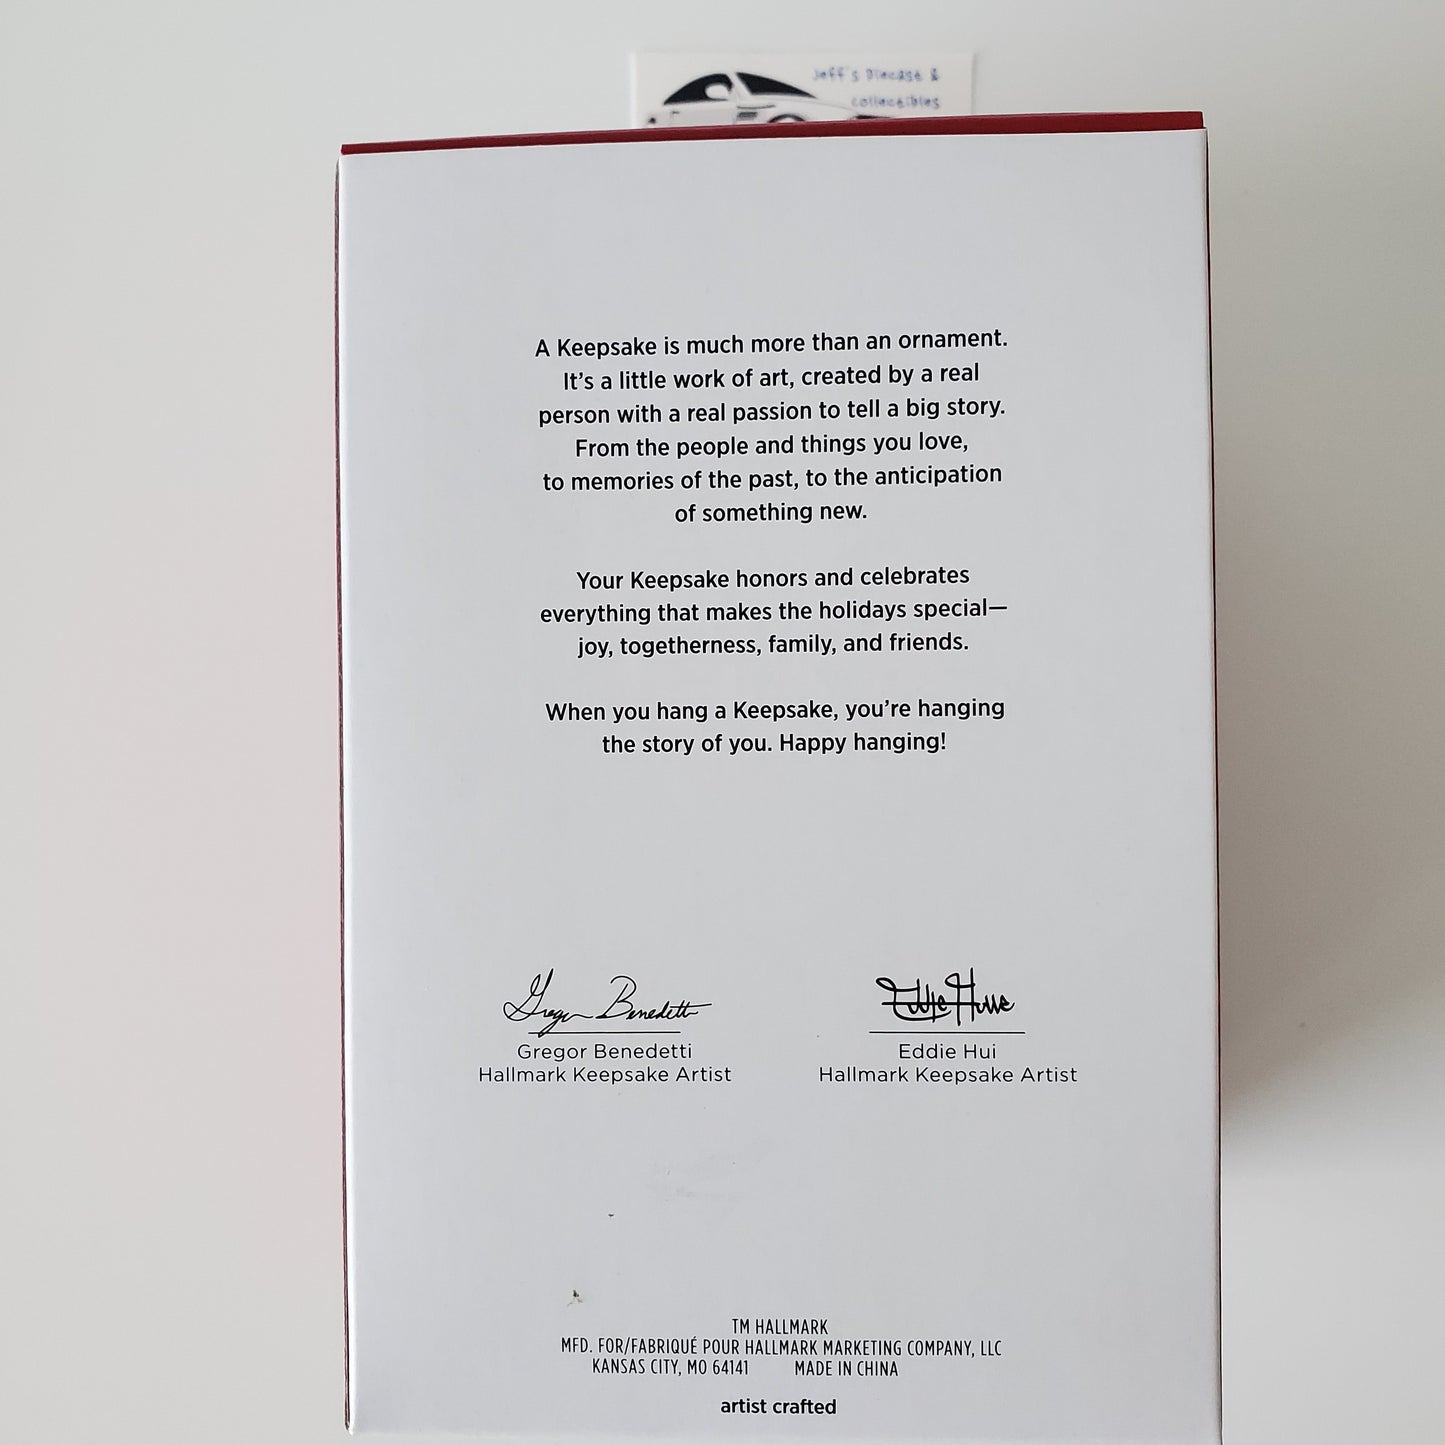 Jeff's Diecast &
collectibles
A Keepsake is much more than an ornament.
It's a little work of art, created by a real
person with a real passion to tell a big story.
From the people and things you love,
to memories of the past, to the anticipation
of something new.
Your Keepsake honors and celebrates
everything that makes the holidays special—
joy, togetherness, family, and friends.
When you hang a Keepsake, you're hanging
the story of you. Happy hanging!
Gregor Benedetti
Gregor Benedetti
Hallmark Keepsake Artist
Eddie Hui
Hallmark Keepsake Artist
TM HALLMARK
MFD. FOR/FABRIQUÉ POUR HALLMARK MARKETING COMPANY, LLC
KANSAS CITY, MO 64141 MADE IN CHINA
artist crafted